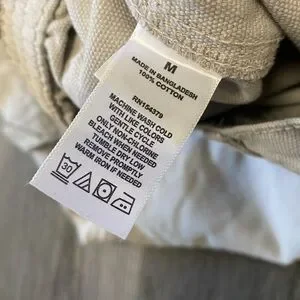 M
MADE IN BANGLADESH
100% COTTON
RN154379
MACHINE WASH COLD
WITH LIKE COLORS
GENTLE CYCLE
ONLY NON-CHLORINE
BLEACH WHEN NEEDED
TUMBLE DRY LOW
REMOVE PROMPTLY
WARM IRON IF NEEDED
30